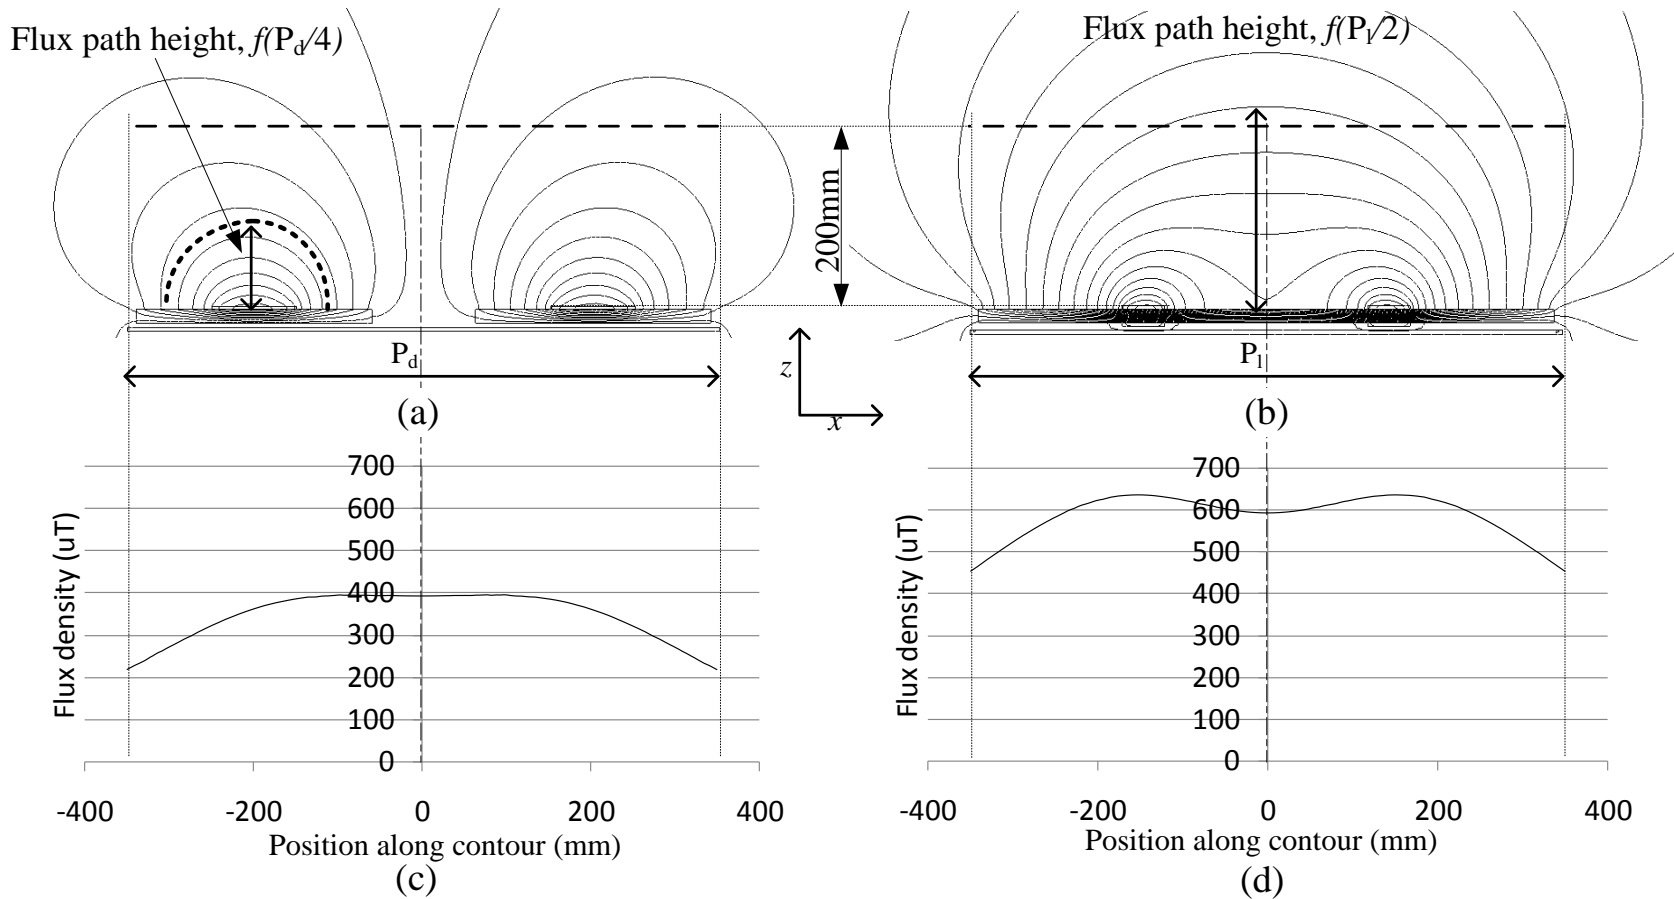 Flux path height, f(Pd/4)
Flux path height, f(Pl/2)
200mm
Pd
Pl
z
x
(a)
(b)
Flux density (uT)
700
600
500
400
300
200
100
0
-400
-200
0
200
400
Position along contour (mm)
(c)
Flux density (uT)
700
600
500
400
300
200
100
0
-400
-200
0
200
400
Position along contour (mm)
(d)